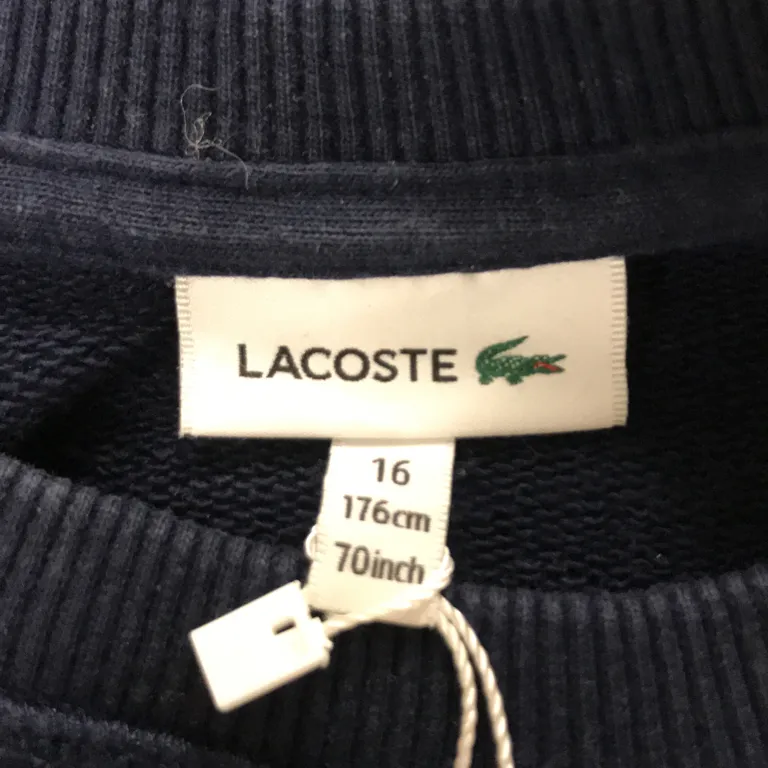 LACOSTE
16
176cm
70inch